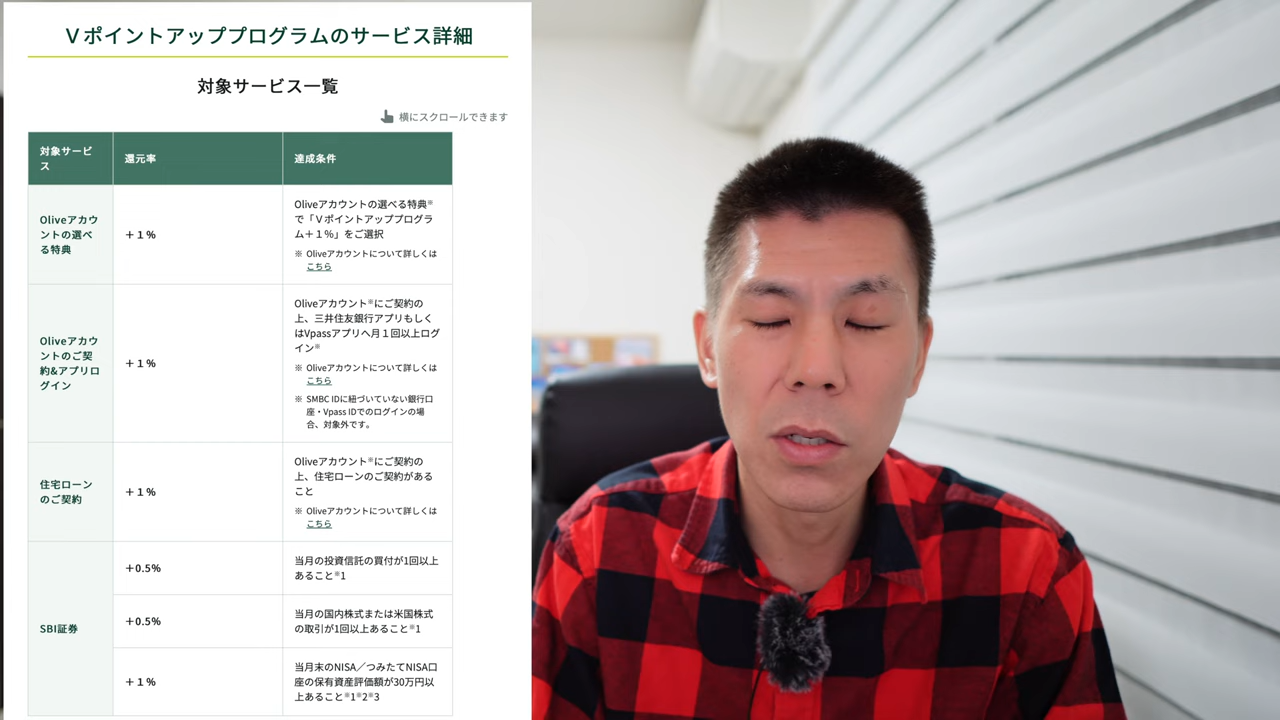 Ｖポイントアッププログラムのサービス詳細
対象サービス一覧
横にスクロールできます
対象サービ
ス
還元率
達成条件
Oliveアカウ
ントの選べ
る特典
＋１％
Oliveアカウントの選べる特典※
で「Ｖポイントアッププログラ
ム＋１％」をご選択
※ Oliveアカウントについて詳しくは
こちら
Oliveアカウ
ントのご契
約&アプリロ
グイン
＋１％
Oliveアカウント※にご契約の
上、三井住友銀行アプリもしく
はVpassアプリへ月１回以上ログ
イン※
※ Oliveアカウントについて詳しくは
こちら
※ SMBC IDに紐づいていない銀行口
座・Vpass IDでのログインの場
合、対象外です。
住宅ローン
のご契約
＋１％
Oliveアカウント※にご契約の
上、住宅ローンのご契約がある
こと
※ Oliveアカウントについて詳しくは
こちら
SBI証券
＋0.5%
当月の投資信託の買付が1回以上
あること※1
＋0.5%
当月の国内株式または米国株式
の取引が1回以上あること※1
＋１％
当月末のNISA／つみたてNISA口
座の保有資産評価額が30万円以
上あること※1※2※3